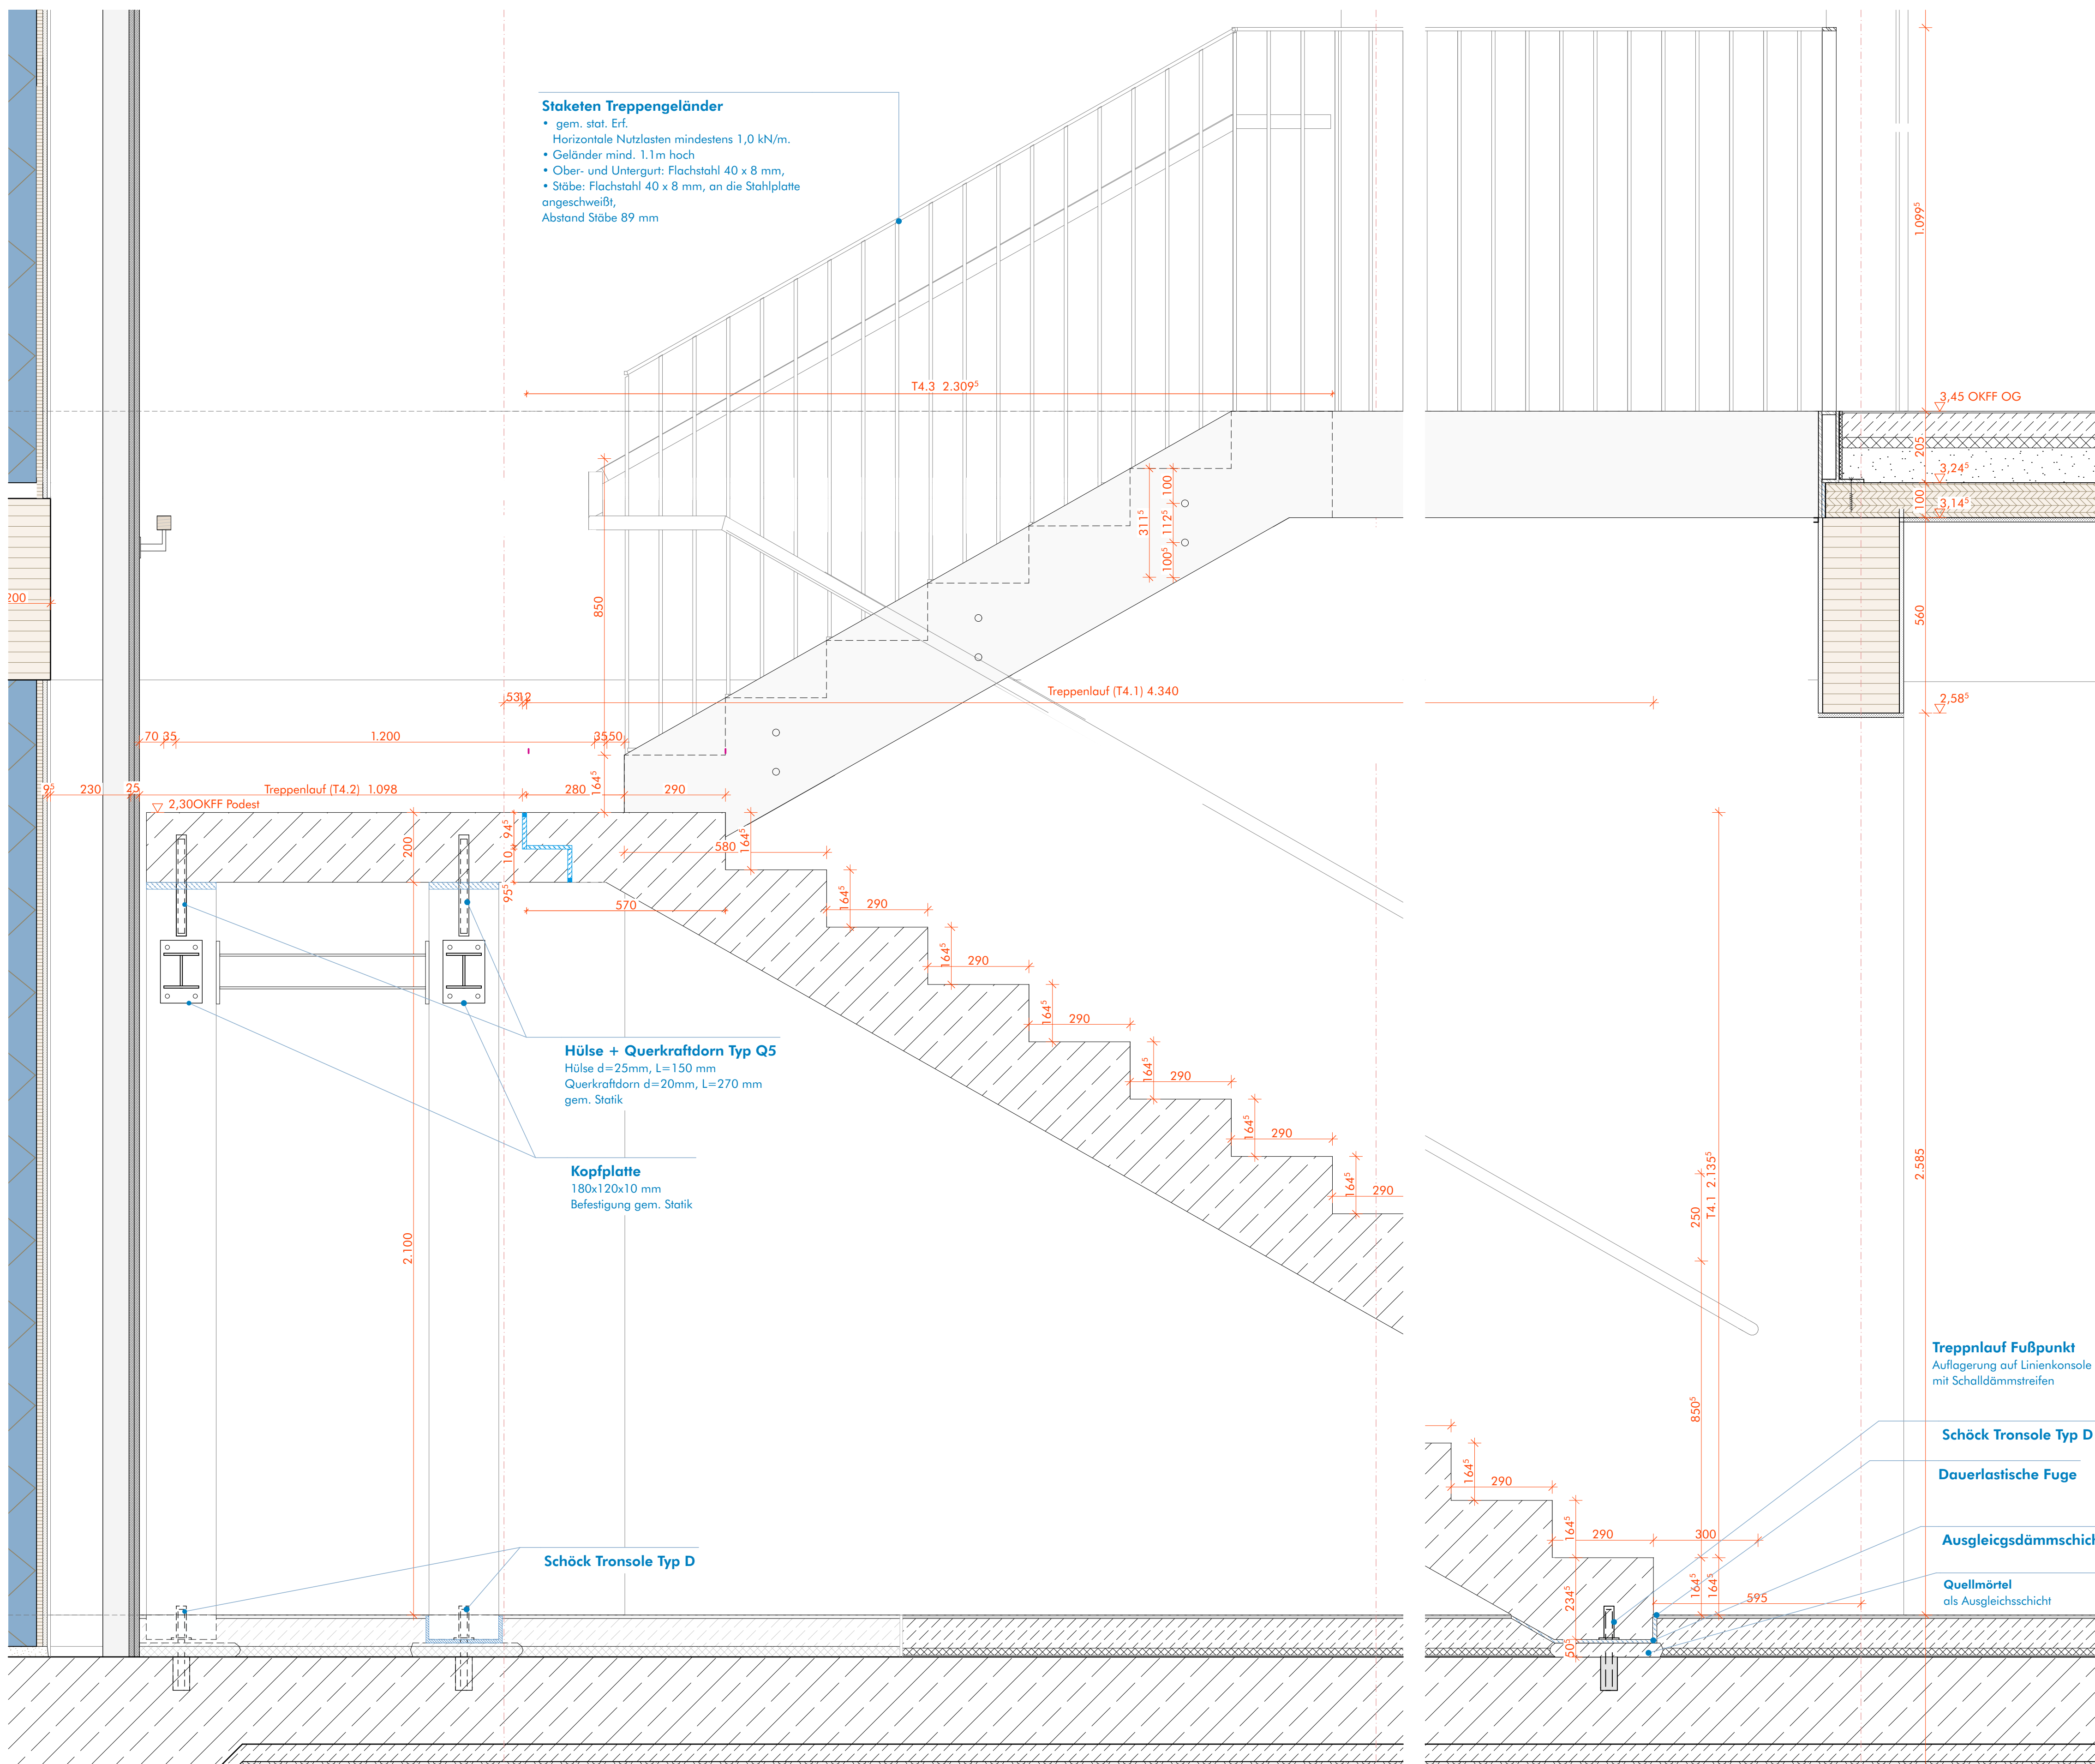 Staketen Treppengeländer
• gem. stat. Erf.
Horizontale Nutzlasten mindestens 1,0 kN/m.
• Geländer mind. 1.1m hoch
• Ober- und Untergurt: Flachstahl 40 x 8 mm,
• Stäbe: Flachstahl 40 x 8 mm, an die Stahlplatte
angeschweißt,
Abstand Stäbe 89 mm
1.099⁵
T4.3 2.309⁵
3,45 OKFF OG
205
3,24⁵
100
3,14⁵
100
311⁵
112⁵
100⁵
200
850
560
5312
Treppenlauf (T4.1) 4.340
2,58⁵
70 35
1.200
3550
164⁵
9⁵
230
25
Treppenlauf (T4.2) 1.098
280
290
2,30OKFF Podest
200
94⁵
10
95⁵
580
164⁵
570
164⁵
290
164⁵
290
164⁵
290
164⁵
290
164⁵
290
164⁵
290
Hülse + Querkraftdorn Typ Q5
Hülse d=25mm, L=150 mm
Querkraftdorn d=20mm, L=270 mm
gem. Statik
Kopfplatte
180x120x10 mm
Befestigung gem. Statik
2.100
250
T4.1 2.135⁵
2.585
850⁵
Treppnlauf Fußpunkt
Auflagerung auf Linienkonsole
mit Schalldämmstreifen
Schöck Tronsole Typ D
Dauerlastische Fuge
Ausgleicgsdämmschich
Quellmörtel
als Ausgleichsschicht
164⁵
290
164⁵
290
300
234⁵
164⁵
164⁵
595
50⁵
Schöck Tronsole Typ D